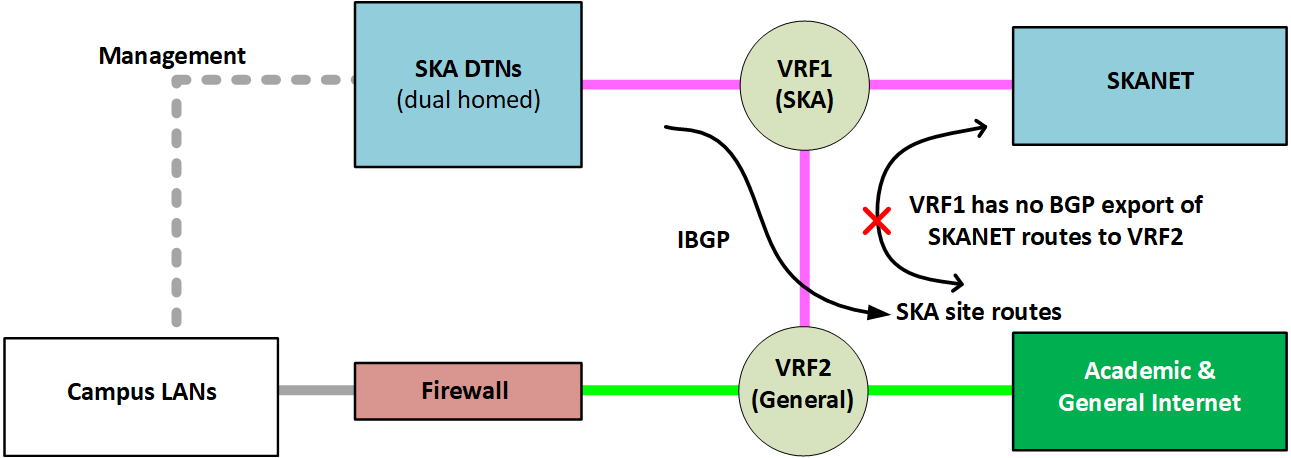 Management
SKA DTNs
(dual homed)
VRF1
(SKA)
SKANET
IBGP
VRF1 has no BGP export of
SKANET routes to VRF2
SKA site routes
Campus LANs
Firewall
VRF2
(General)
Academic &
General Internet